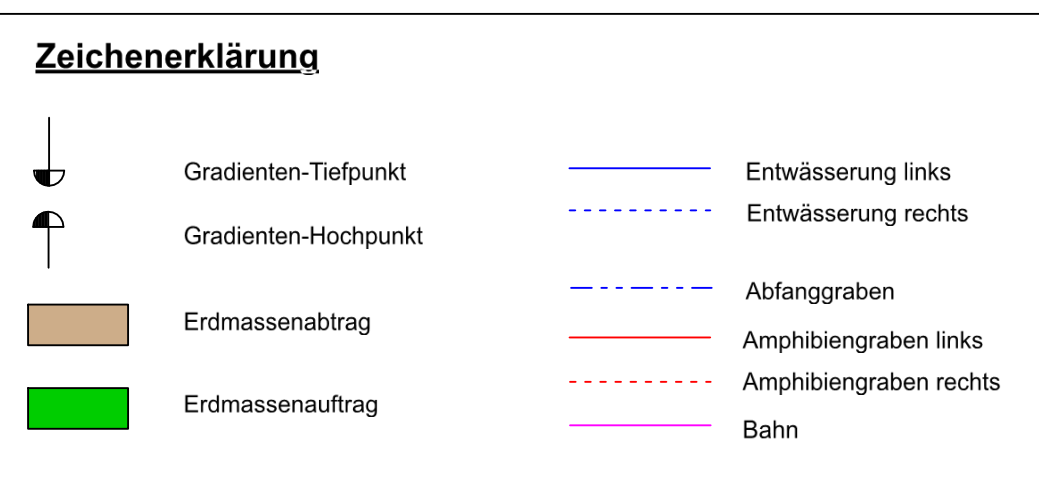 Zeichenerklärung
Gradienten-Tiefpunkt
Gradienten-Hochpunkt
Erdmassenabtrag
Erdmassenauftrag
Entwässerung links
Entwässerung rechts
Abfanggraben
Amphibiengraben links
Amphibiengraben rechts
Bahn